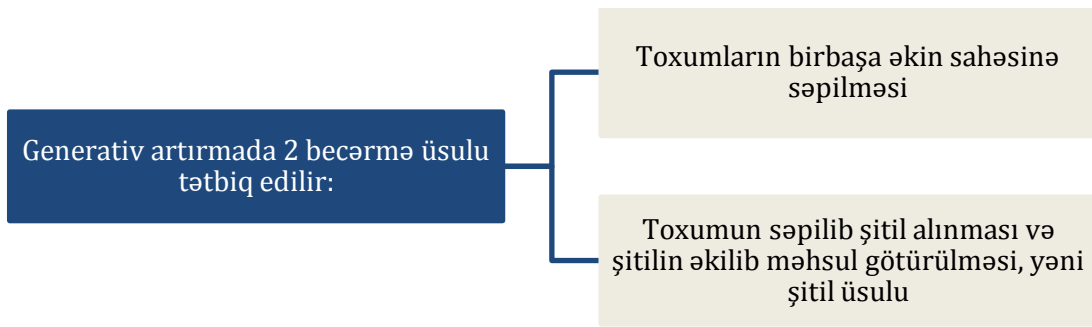 Generativ artırmada 2 becərmə üsulu
tətbiq edilir:
Toxumların birbaşa əkin sahəsinə
səpilməsi
Toxumun səpilib şitil alınması və
şitilin əkilib məhsul götürülməsi, yəni
şitil üsulu